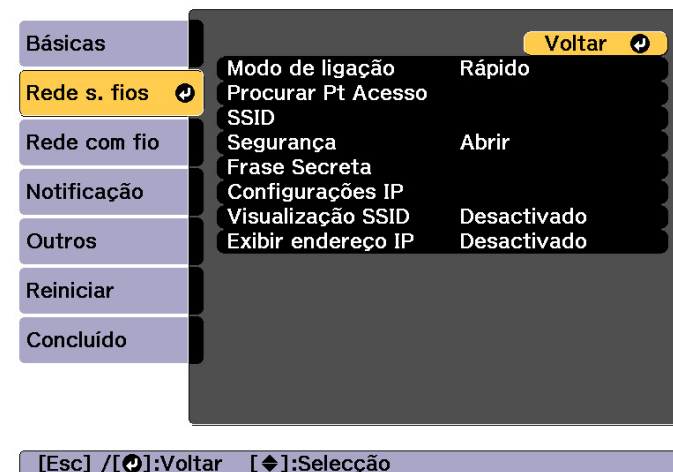 Básicas
Rede s. fios
Rede com fio
Notificação
Outros
Reiniciar
Concluído
Voltar
Modo de ligação Rápido
Procurar Pt Acesso
SSID
Segurança Abrir
Frase Secreta
Configurações IP
Visualização SSID Desactivado
Exibir endereço IP Desactivado
[Esc] /[⏎]:Voltar [◆]:Selecção